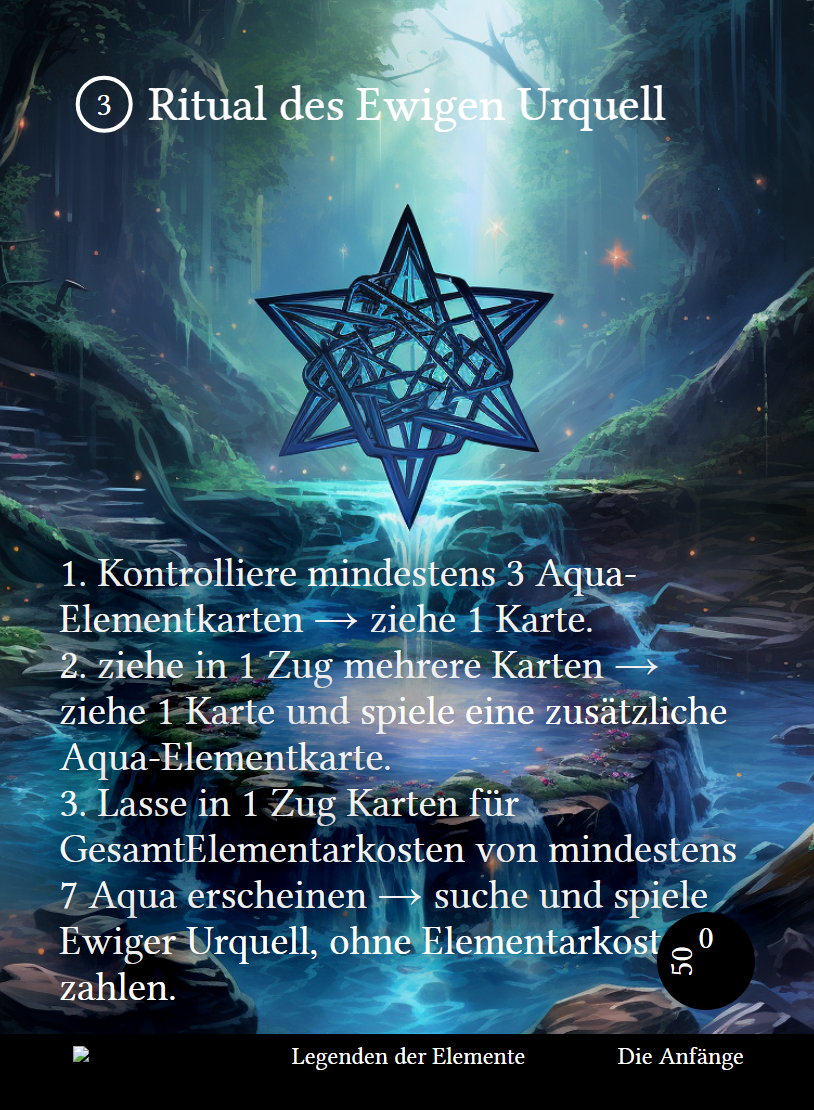 3 Ritual des Ewigen Urquell
1. Kontrolliere mindestens 3 Aqua-
Elementkarten → ziehe 1 Karte.
2. ziehe in 1 Zug mehrere Karten →
ziehe 1 Karte und spiele eine zusätzliche
Aqua-Elementkarte.
3. Lasse in 1 Zug Karten für
GesamtElementarkosten von mindestens
7 Aqua erscheinen → suche und spiele
Ewiger Urquell, ohne Elementarkost
zahlen.
0
50
Legenden der Elemente
Die Anfänge